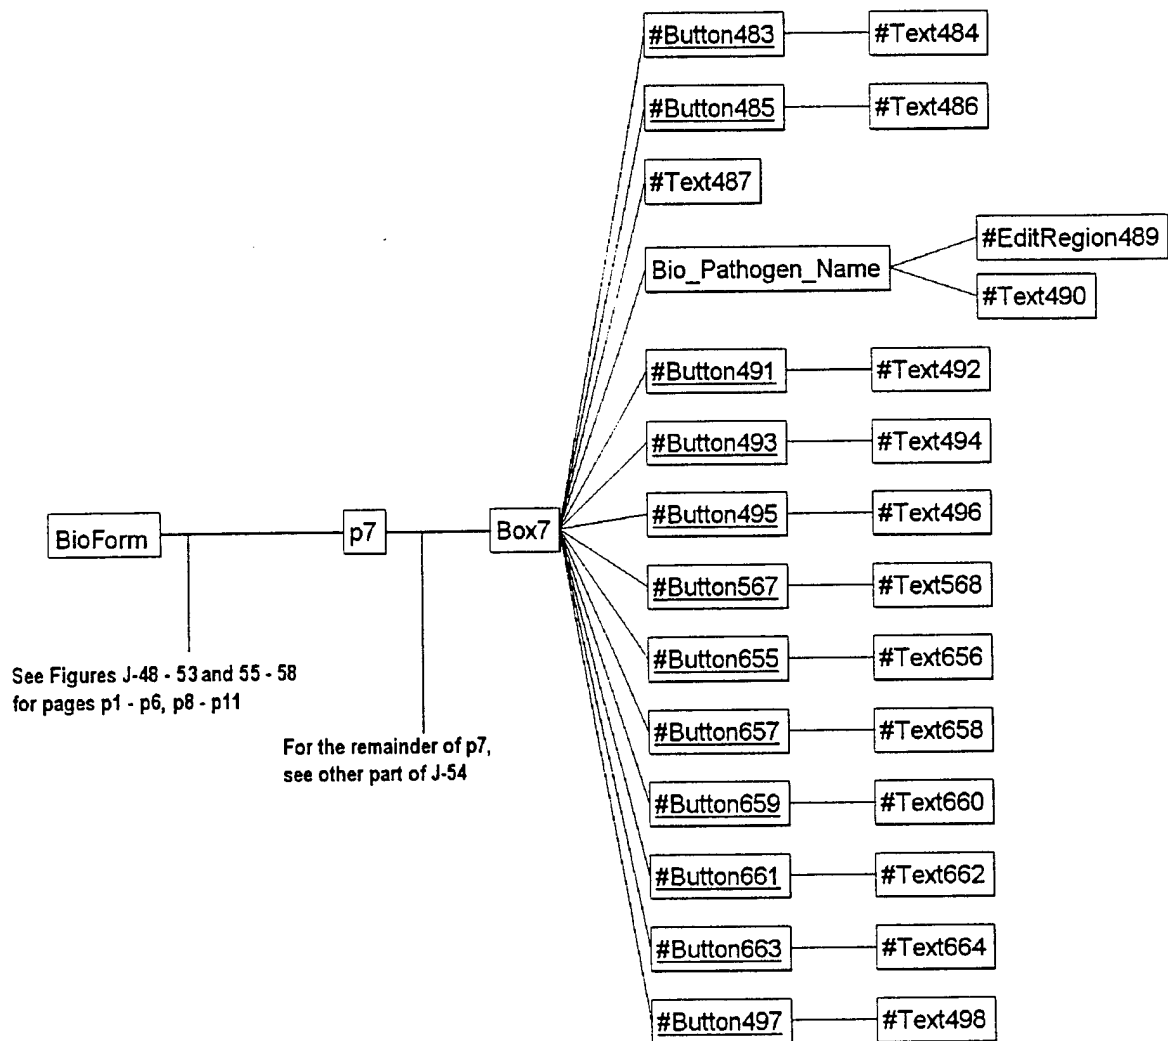 #Button483
#Text484
#Button485
#Text486
#Text487
#EditRegion489
Bio_Pathogen_Name
#Text490
#Button491
#Text492
#Button493
#Text494
#Button495
#Text496
BioForm
p7
Box7
#Button567
#Text568
#Button655
#Text656
See Figures J-48 - 53 and 55 - 58
for pages p1 - p6, p8 - p11
#Button657
#Text658
For the remainder of p7,
see other part of J-54
#Button659
#Text660
#Button661
#Text662
#Button663
#Text664
#Button497
#Text498